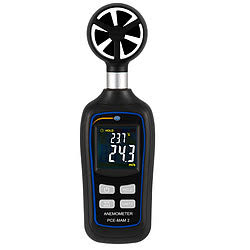 HOLD
23.7°C
24.3
m/s
ANEMOMETER
PCE-MAM 2